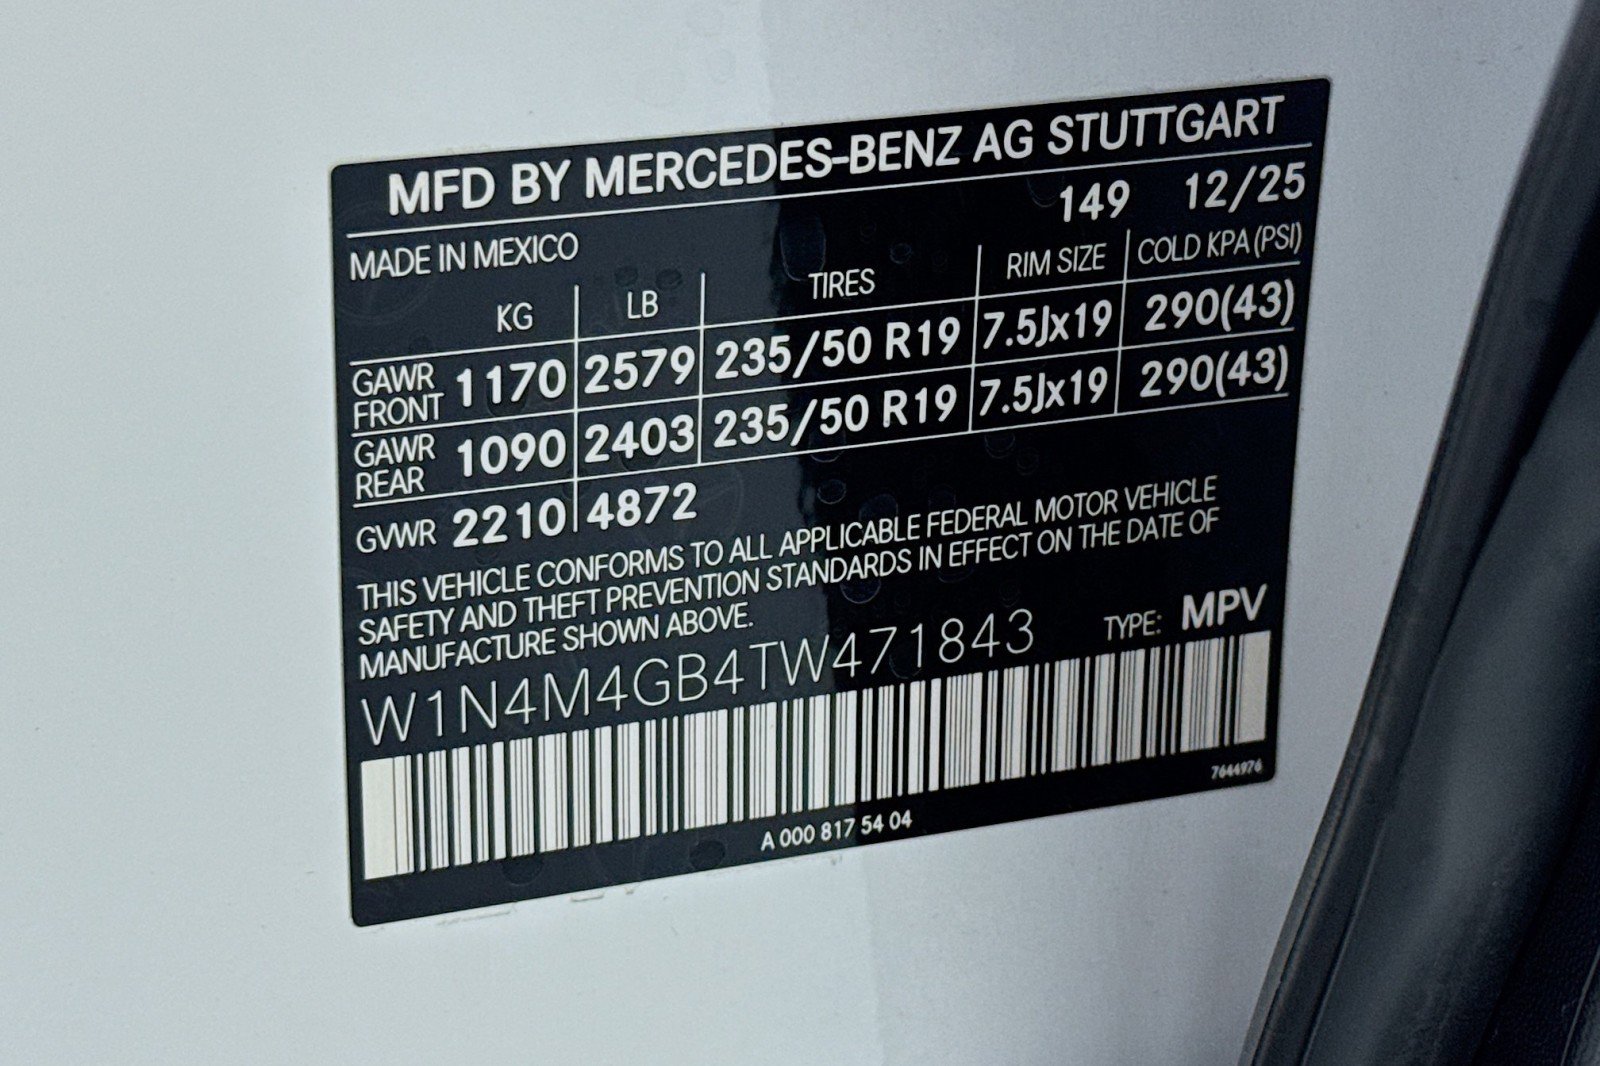 MFD BY MERCEDES-BENZ AG STUTTGART
149 12/25
MADE IN MEXICO
KG LB TIRES RIM SIZE COLD KPA (PSI)
GAWR FRONT 1170 2579 235/50 R19 7.5Jx19 290(43)
GAWR REAR 1090 2403 235/50 R19 7.5Jx19 290(43)
GVWR 2210 4872
THIS VEHICLE CONFORMS TO ALL APPLICABLE FEDERAL MOTOR VEHICLE
SAFETY AND THEFT PREVENTION STANDARDS IN EFFECT ON THE DATE OF
MANUFACTURE SHOWN ABOVE.
W1N4M4GB4TW471843 TYPE: MPV
7644976
A 000 817 54 04